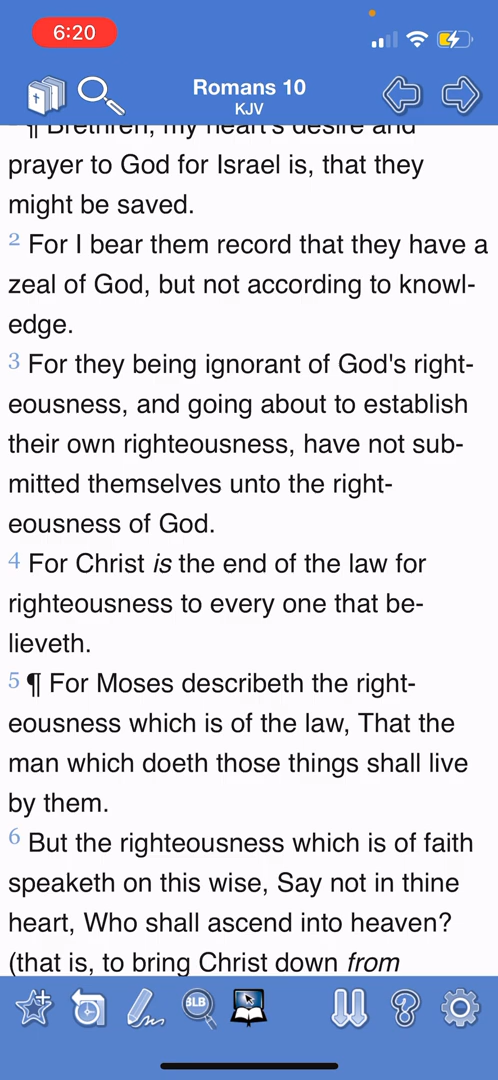 6:20
Romans 10
KJV
¶ Brethren, my heart's desire and
prayer to God for Israel is, that they
might be saved.
2 For I bear them record that they have a
zeal of God, but not according to knowl-
edge.
3 For they being ignorant of God's right-
eousness, and going about to establish
their own righteousness, have not sub-
mitted themselves unto the right-
eousness of God.
4 For Christ is the end of the law for
righteousness to every one that be-
lieveth.
5 ¶ For Moses describeth the right-
eousness which is of the law, That the
man which doeth those things shall live
by them.
6 But the righteousness which is of faith
speaketh on this wise, Say not in thine
heart, Who shall ascend into heaven?
(that is, to bring Christ down from
BLB